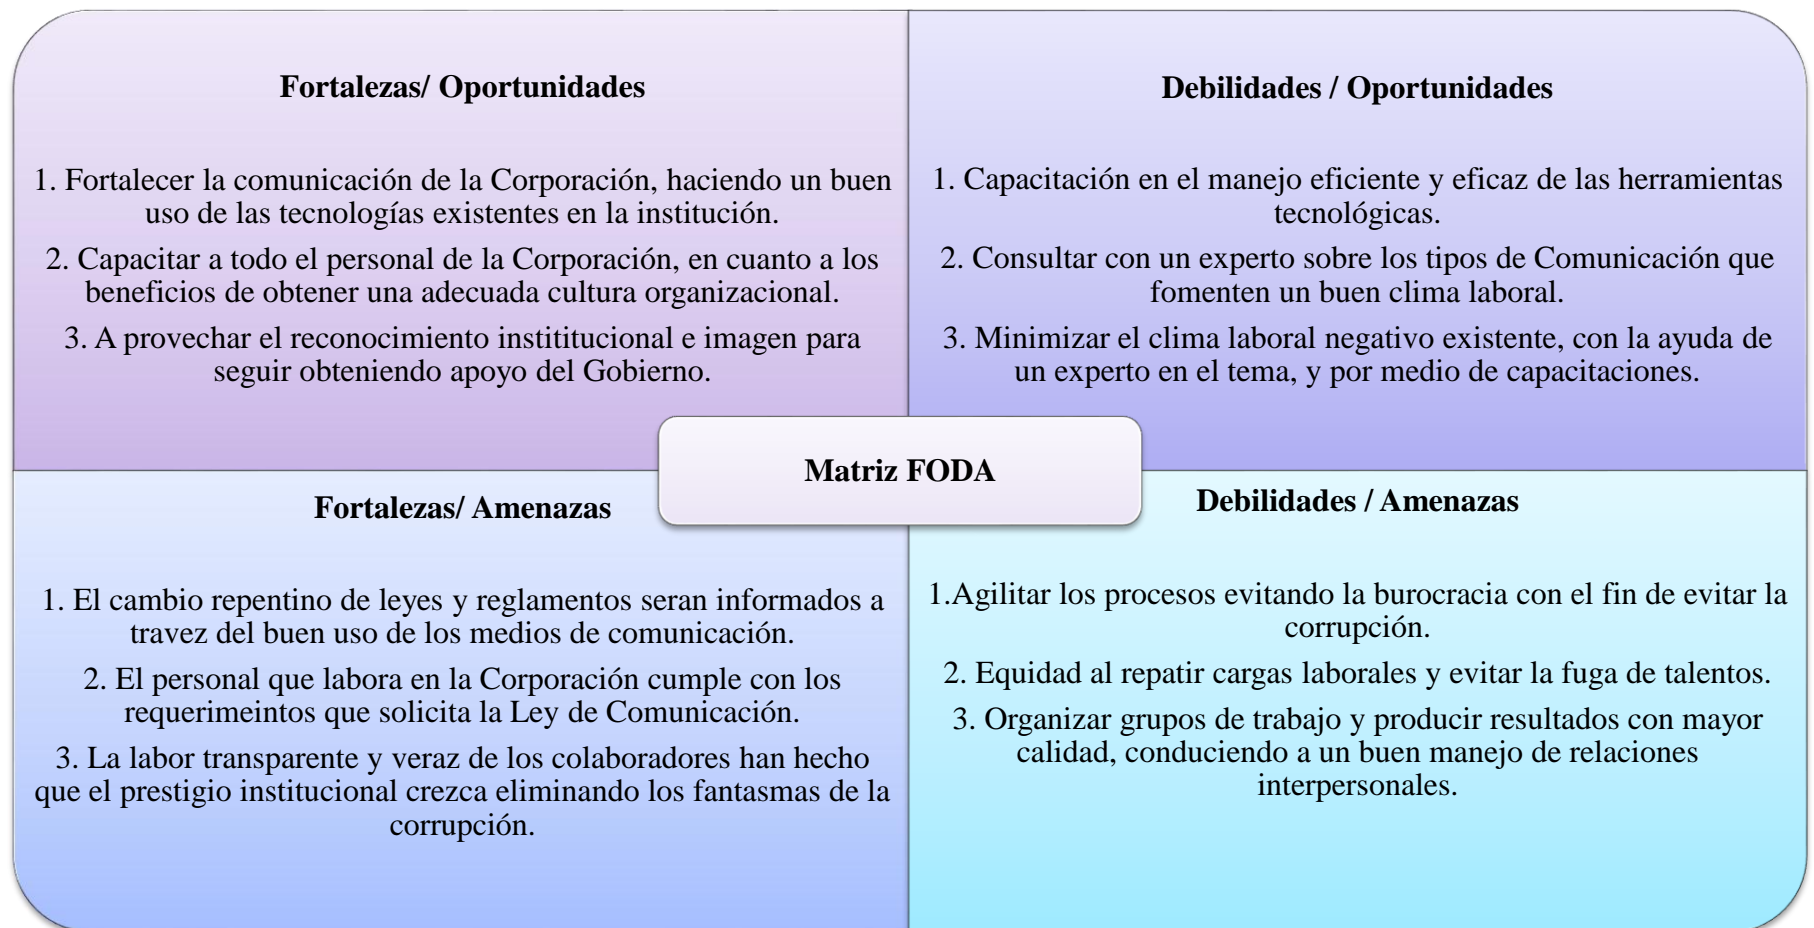 Fortalezas/ Oportunidades
1. Fortalecer la comunicación de la Corporación, haciendo un buen
uso de las tecnologías existentes en la institución.
2. Capacitar a todo el personal de la Corporación, en cuanto a los
beneficios de obtener una adecuada cultura organizacional.
3. A provechar el reconocimiento instititucional e imagen para
seguir obteniendo apoyo del Gobierno.
Debilidades / Oportunidades
1. Capacitación en el manejo eficiente y eficaz de las herramientas
tecnológicas.
2. Consultar con un experto sobre los tipos de Comunicación que
fomenten un buen clima laboral.
3. Minimizar el clima laboral negativo existente, con la ayuda de
un experto en el tema, y por medio de capacitaciones.
Matriz FODA
Fortalezas/ Amenazas
1. El cambio repentino de leyes y reglamentos seran informados a
travez del buen uso de los medios de comunicación.
2. El personal que labora en la Corporación cumple con los
requerimeintos que solicita la Ley de Comunicación.
3. La labor transparente y veraz de los colaboradores han hecho
que el prestigio institucional crezca eliminando los fantasmas de la
corrupción.
Debilidades / Amenazas
1.Agilitar los procesos evitando la burocracia con el fin de evitar la
corrupción.
2. Equidad al repatir cargas laborales y evitar la fuga de talentos.
3. Organizar grupos de trabajo y producir resultados con mayor
calidad, conduciendo a un buen manejo de relaciones
interpersonales.